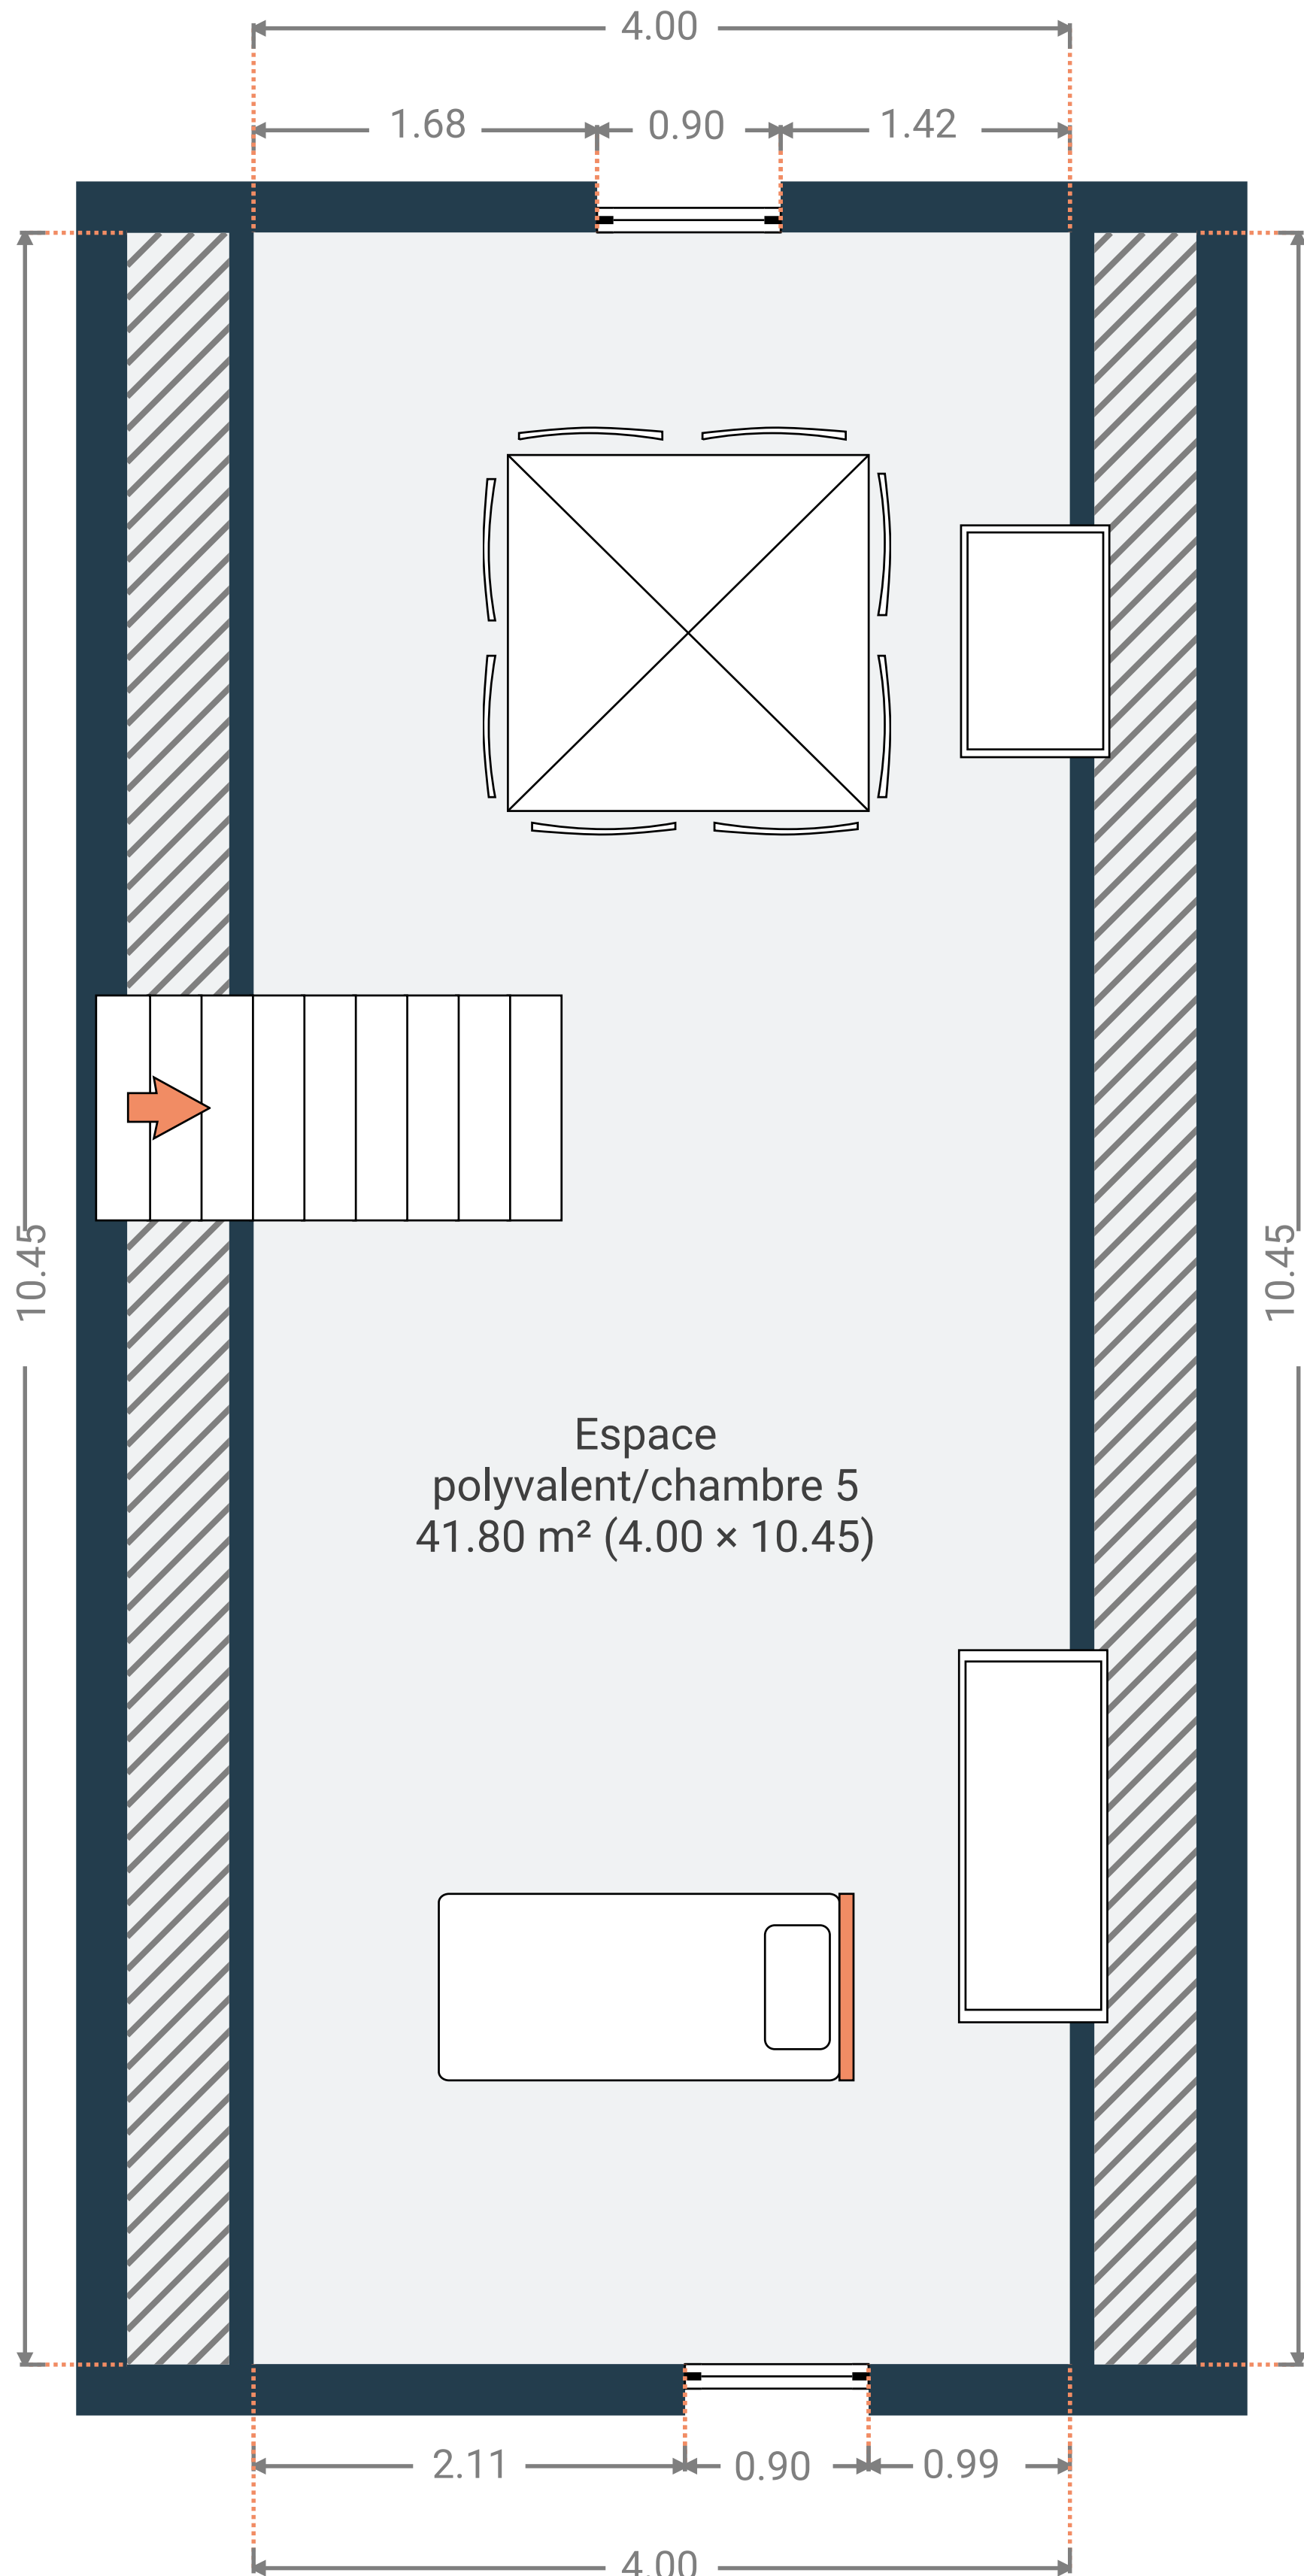 4.00
1.68 0.90 1.42
10.45
10.45
Espace
polyvalent/chambre 5
41.80 m² (4.00 × 10.45)
2.11 0.90 0.99
4.00